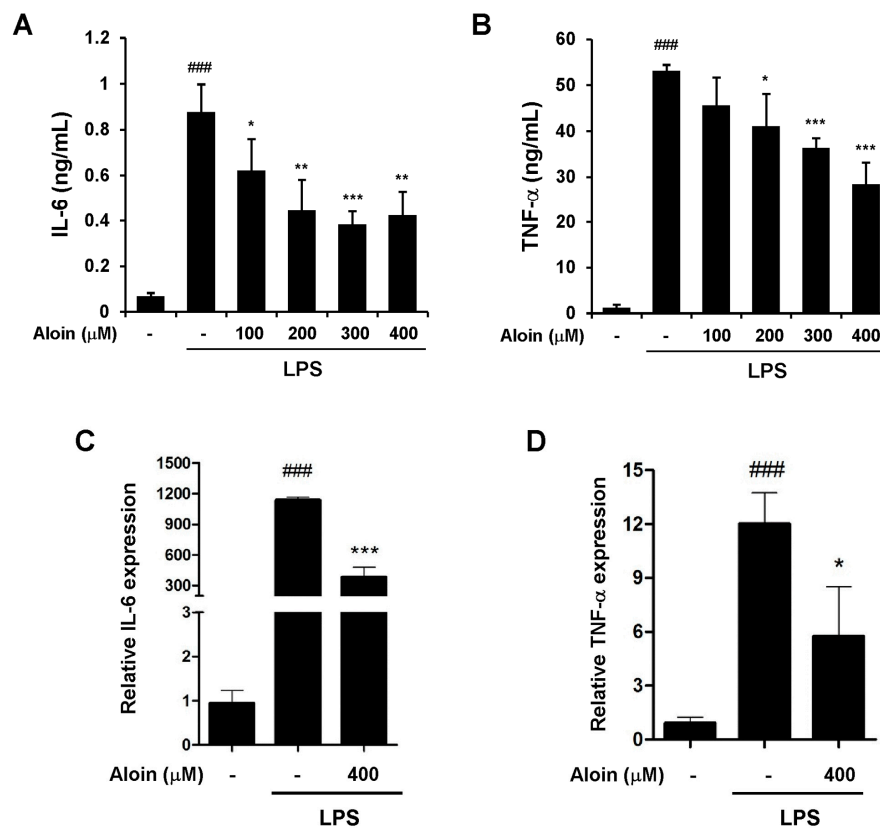 A
IL-6 (ng/mL)
1.2
1
0.8
0.6
0.4
0.2
0
###
*
**
***
**
Aloin (μM) - - 100 200 300 400
LPS
B
TNF-α (ng/mL)
60
50
40
30
20
10
0
###
*
***
***
Aloin (μM) - - 100 200 300 400
LPS
C
Relative IL-6 expression
1500
1200
900
600
300
3
2
1
0
###
***
Aloin (μM) - - 400
LPS
D
Relative TNF-α expression
15
12
9
6
3
0
###
*
Aloin (μM) - - 400
LPS